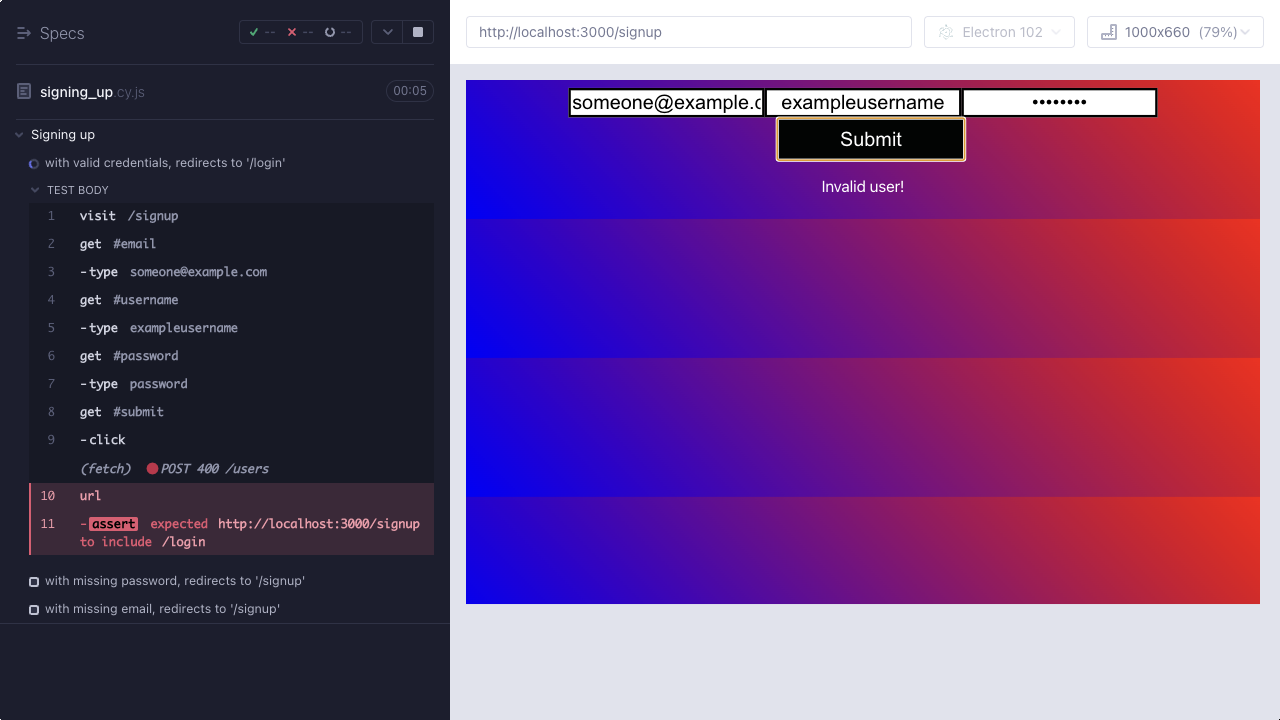 Specs
-- -- --
signing_up.cy.js 00:05
Signing up
with valid credentials, redirects to '/login'
TEST BODY
1 visit /signup
2 get #email
3 -type someone@example.com
4 get #username
5 -type exampleusername
6 get #password
7 -type password
8 get #submit
9 -click
(fetch) POST 400 /users
10 url
11 -assert expected http://localhost:3000/signup
to include /login
with missing password, redirects to '/signup'
with missing email, redirects to '/signup'
http://localhost:3000/signup
Electron 102
1000x660 (79%)
someone@example.c exampleusername ••••••••
Submit
Invalid user!